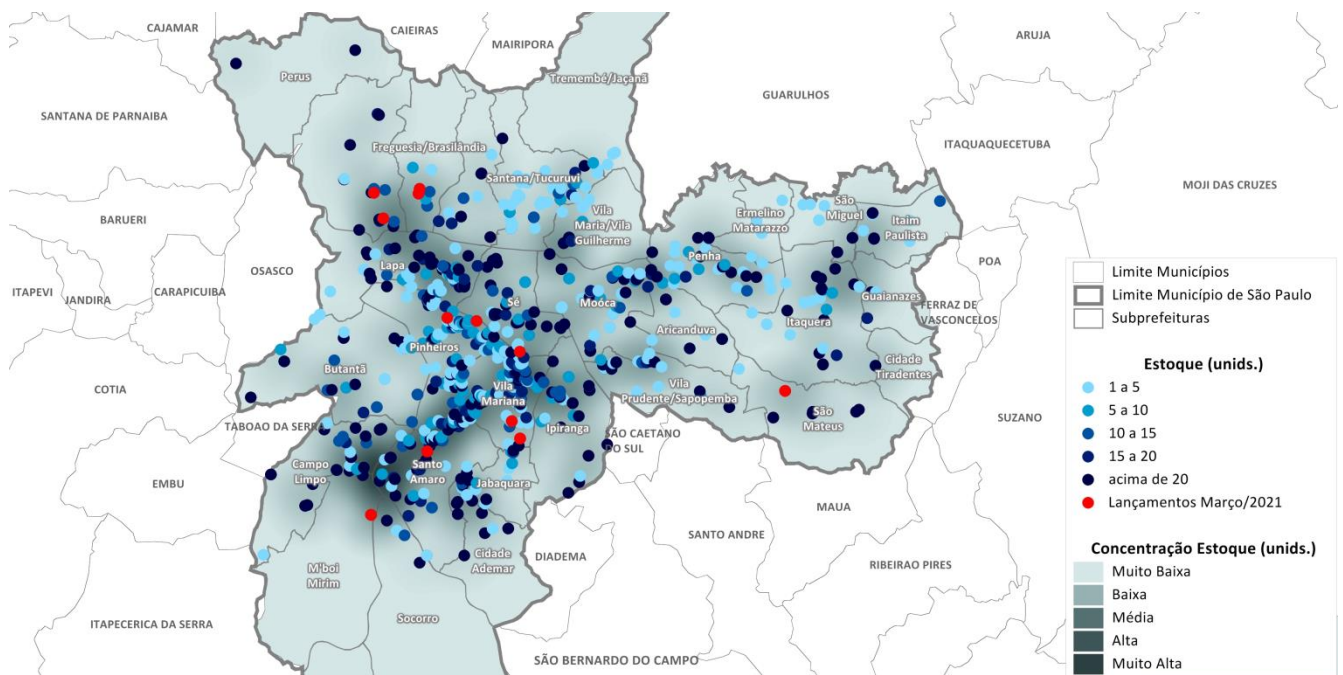 CAJAMAR
CAIEIRAS
MAIRIPORA
ARUJA
Perus
Tremembé/Jaçanã
GUARULHOS
SANTANA DE PARNAIBA
ITAQUAQUECETUBA
Freguesia/Brasilândia
Santana/Tucuruvi
MOJI DAS CRUZES
BARUERI
Vila
Maria/Vila
Guilherme
Ermelino
Matarazzo
São
Miguel
Itaim
Paulista
OSASCO
Lapa
Penha
POA
ITAPEVI
JANDIRA
CARAPICUIBA
Sé
Moóca
Guaianazes
FERRAZ DE
VASCONCELOS
Itaquera
Aricanduva
Pinheiros
Butantã
Cidade
Tiradentes
COTIA
Vila
Mariana
Vila
Prudente/Sapopemba
São
Mateus
SUZANO
TABOAO DA SERRA
Ipiranga
SÃO CAETANO
DO SUL
Campo
Limpo
Santo
Amaro
Jabaquara
EMBU
MAUA
SANTO ANDRE
Cidade
Ademar
DIADEMA
M'boi
Mirim
RIBEIRAO PIRES
Socorro
ITAPECERICA DA SERRA
SÃO BERNARDO DO CAMPO
Limite Municípios
Limite Município de São Paulo
Subprefeituras
Estoque (unids.)
1 a 5
5 a 10
10 a 15
15 a 20
acima de 20
Lançamentos Março/2021
Concentração Estoque (unids.)
Muito Baixa
Baixa
Média
Alta
Muito Alta